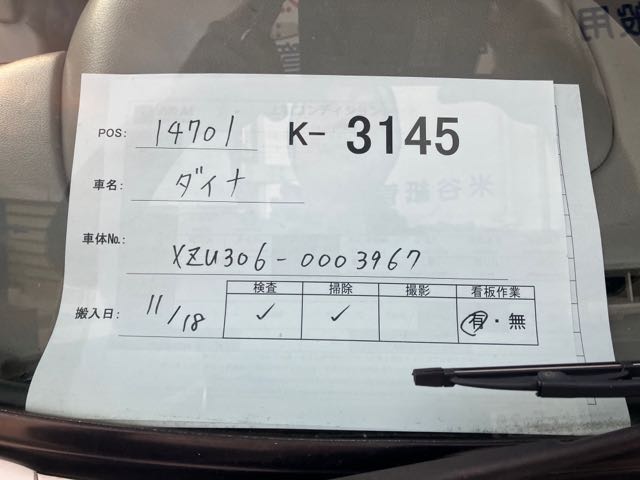 POS: 14701 K-3145
車名: ダイナ
車体No.: XZU306-0003967
検査 掃除 撮影 看板作業
搬入日: 11/18 ✓ ✓ 有・無